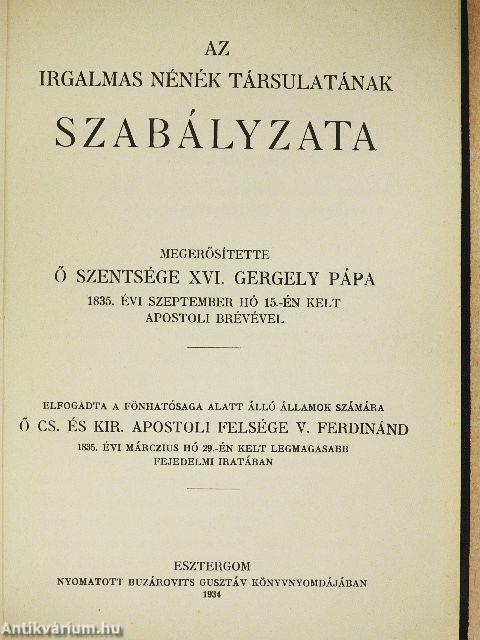 AZ
IRGALMAS NÉNÉK TÁRSULATÁNAK
SZABÁLYZATA
MEGERŐSÍTETTE
Ő SZENTSÉGE XVI. GERGELY PÁPA
1835. ÉVI SZEPTEMBER HÓ 15.-ÉN KELT
APOSTOLI BRÉVÉVEL
ELFOGADTA A FŐNHATÓSAGA ALATT ÁLLÓ ÁLLAMOK SZÁMÁRA
Ő CS. ÉS KIR. APOSTOLI FELSÉGE V. FERDINÁND
1835. ÉVI MÁRCZIUS HÓ 29.-ÉN KELT LEGMAGASABB
FEJEDELMI IRATÁBAN
ESZTERGOM
NYOMATOTT BUZÁROVITS GUSZTÁV KÖNYVNYOMDÁJÁBAN
1934
Antikvárium.hu